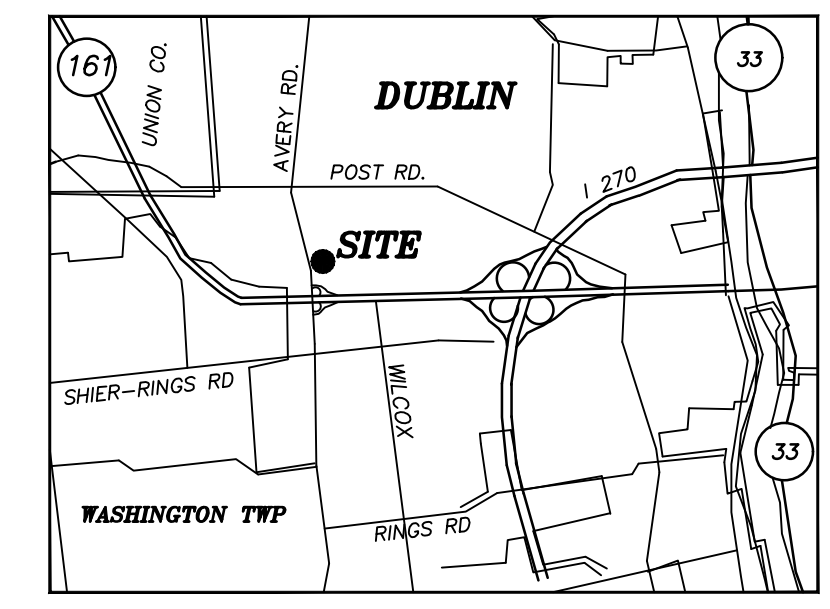 161
UNION CO.
AVERY RD.
DUBLIN
33
POST RD.
I 270
SITE
SHIER-RINGS RD
WILCOX
33
WASHINGTON TWP
RINGS RD